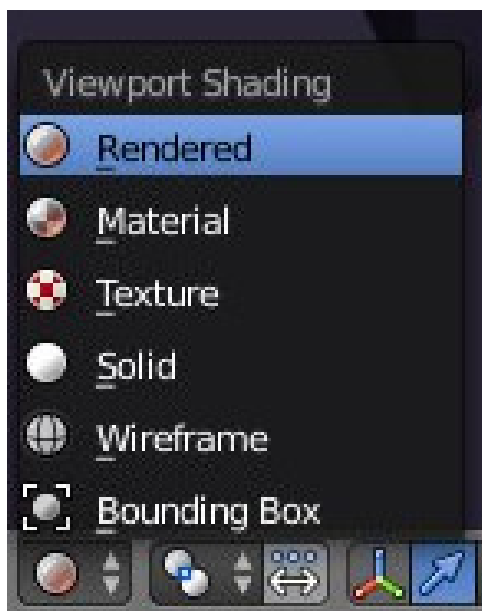 Viewport Shading
Rendered
Material
Texture
Solid
Wireframe
Bounding Box